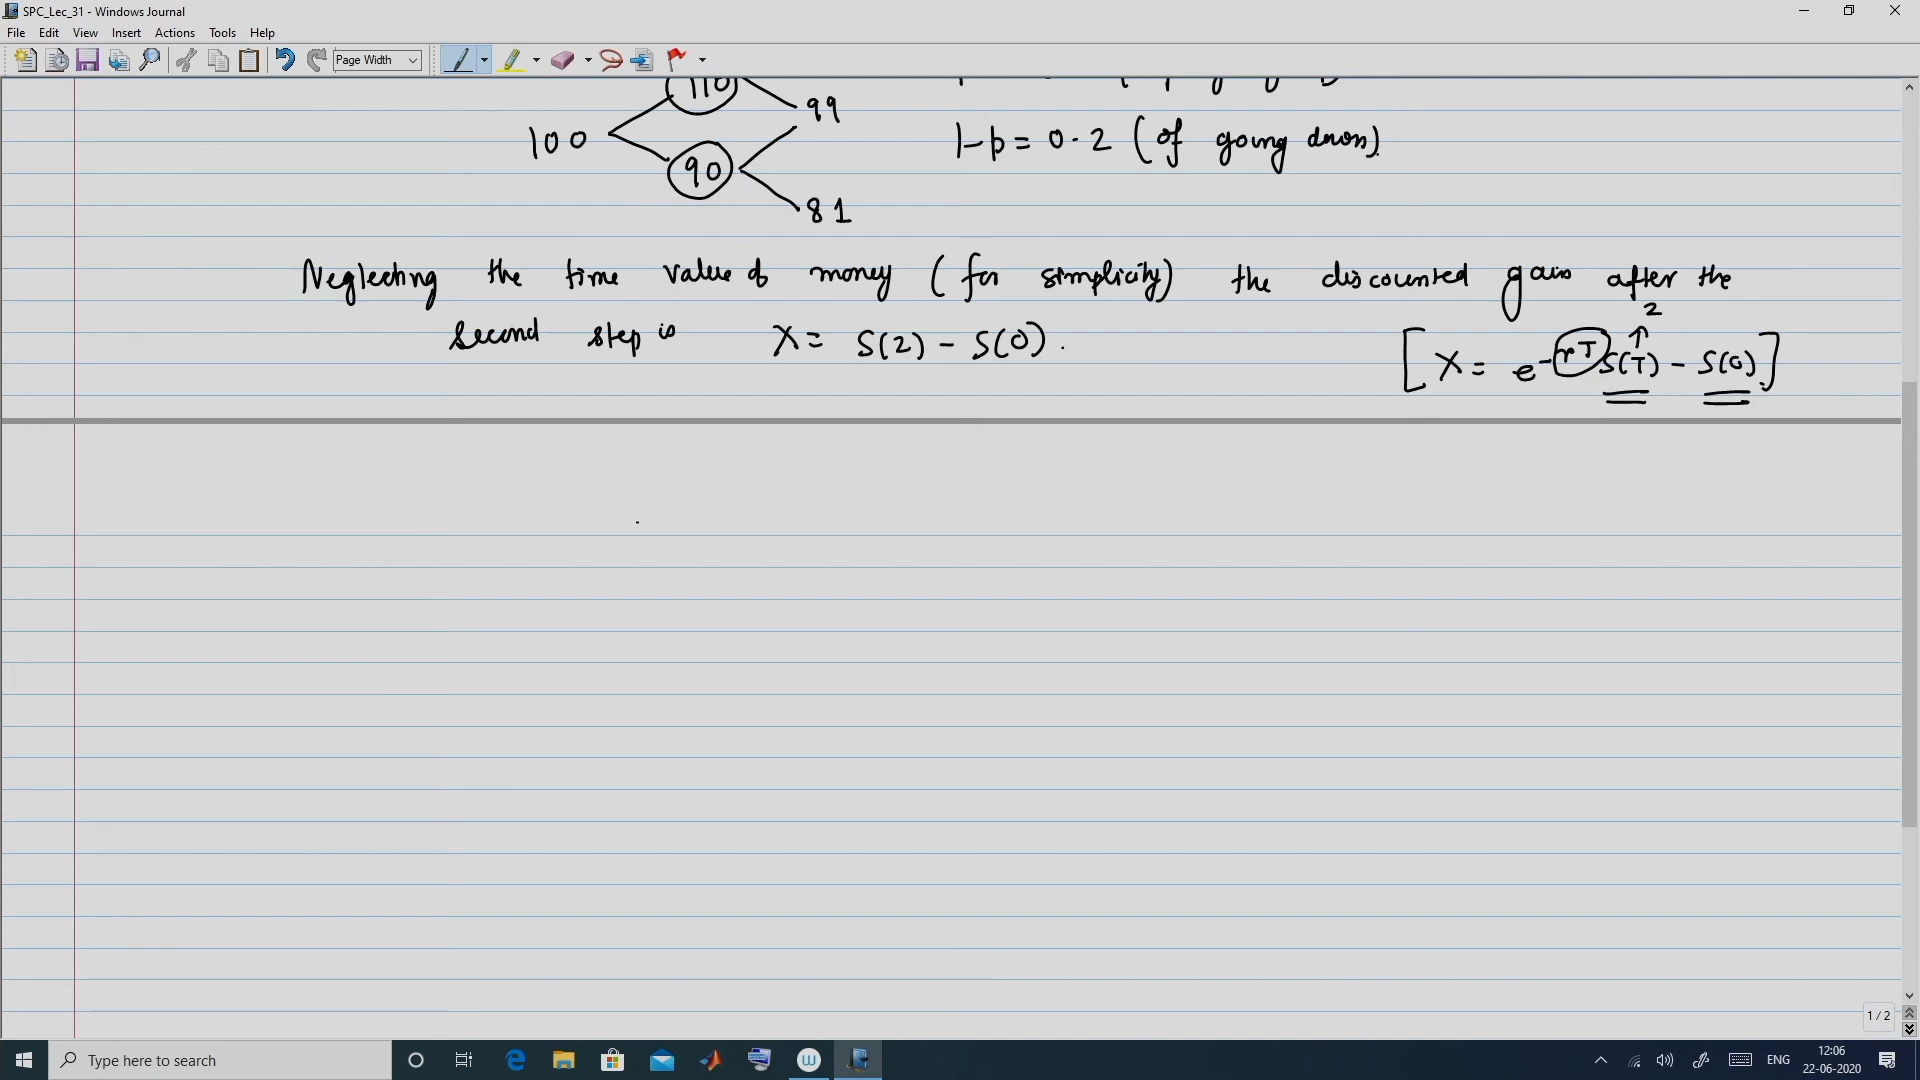 SPC_Lec_31 - Windows Journal
File Edit View Insert Actions Tools Help
Page Width
110
99
100
1-p = 0.2 (of going down).
90
81
Neglecting the time value of money (for simplicity) the discounted gain after the
second step is X = S(2) - S(0).
2
↑
[X = e^{-rT} S(T) - S(0).]
1 / 2
Type here to search
ENG
12:06
22-06-2020